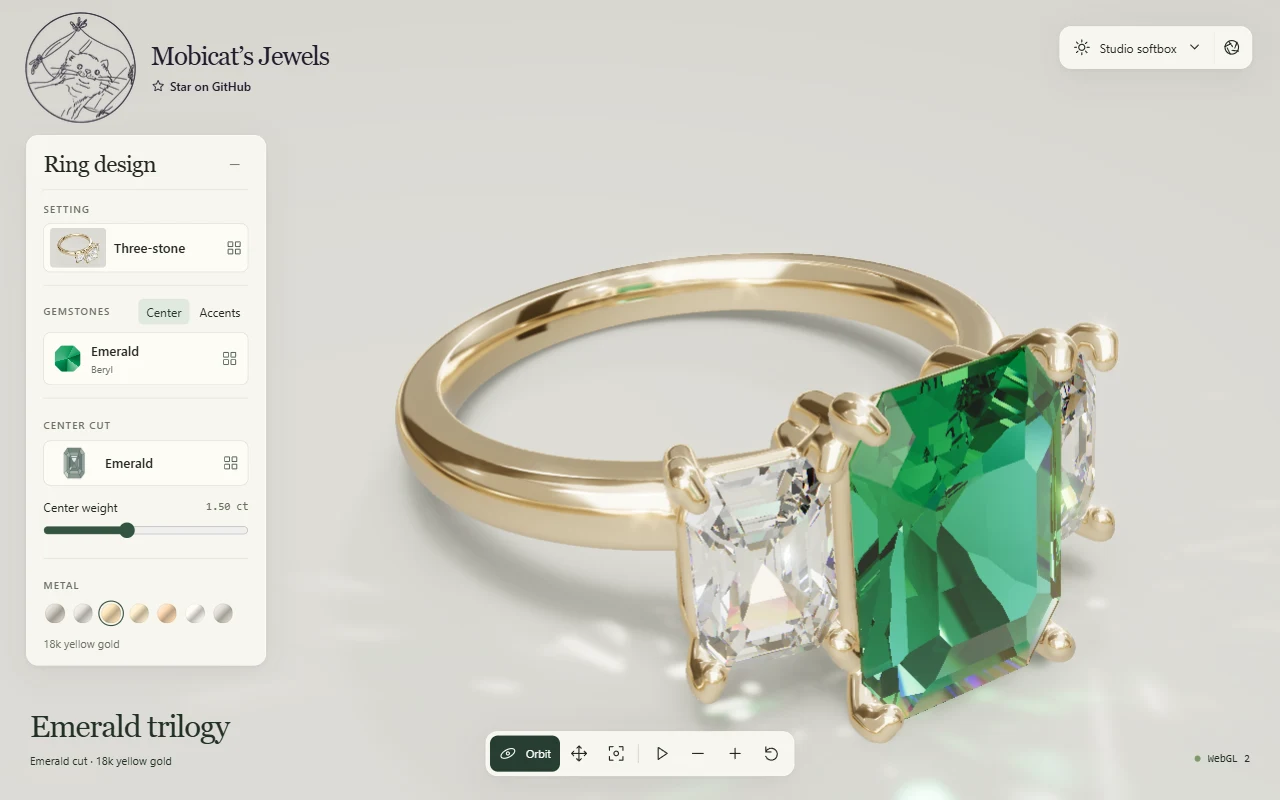 Mobicat’s Jewels
Star on GitHub
Studio softbox
Ring design
SETTING
Three-stone
GEMSTONES
Center
Accents
Emerald
Beryl
CENTER CUT
Emerald
Center weight
1.50 ct
METAL
18k yellow gold
Emerald trilogy
Emerald cut · 18k yellow gold
Orbit
WebGL 2